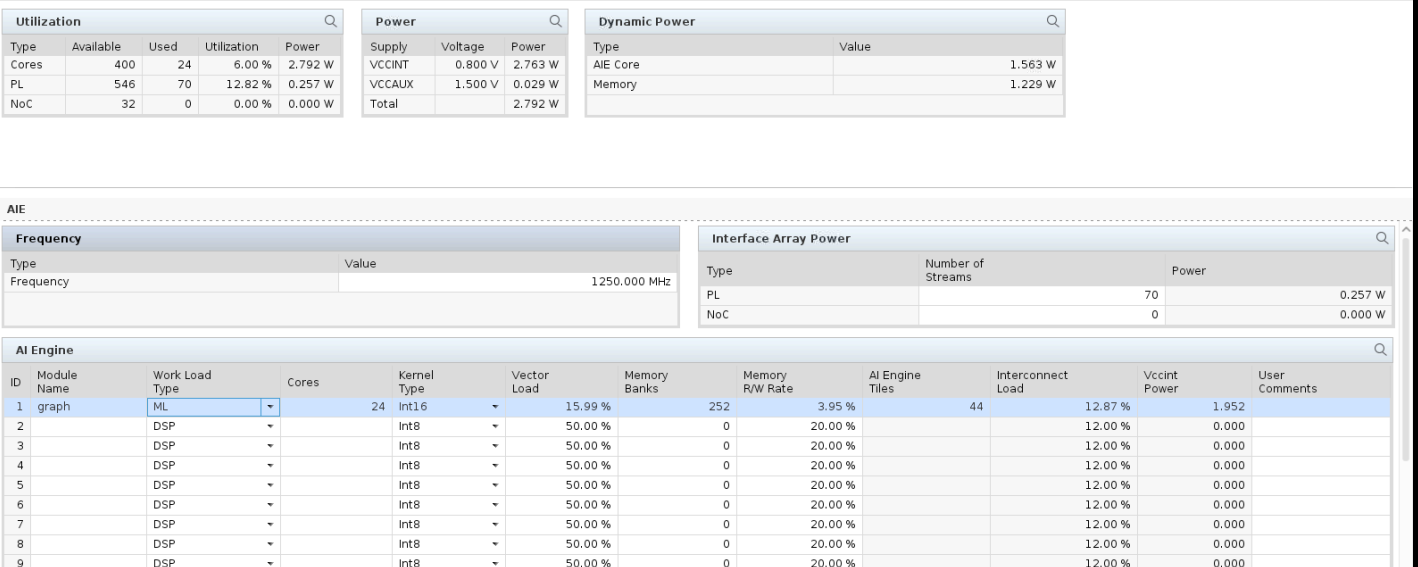 Utilization
Type Available Used Utilization Power
Cores 400 24 6.00 % 2.792 W
PL 546 70 12.82 % 0.257 W
NoC 32 0 0.00 % 0.000 W
Power
Supply Voltage Power
VCCINT 0.800 V 2.763 W
VCCAUX 1.500 V 0.029 W
Total 2.792 W
Dynamic Power
Type Value
AIE Core 1.563 W
Memory 1.229 W
AIE
Frequency
Type Value
Frequency 1250.000 MHz
Interface Array Power
Type Number of Streams Power
PL 70 0.257 W
NoC 0 0.000 W
AI Engine
ID Module Name Work Load Type Cores Kernel Type Vector Load Memory Banks Memory R/W Rate AI Engine Tiles Interconnect Load Vccint Power User Comments
1 graph ML 24 Int16 15.99 % 252 3.95 % 44 12.87 % 1.952
2 DSP Int8 50.00 % 0 20.00 % 12.00 % 0.000
3 DSP Int8 50.00 % 0 20.00 % 12.00 % 0.000
4 DSP Int8 50.00 % 0 20.00 % 12.00 % 0.000
5 DSP Int8 50.00 % 0 20.00 % 12.00 % 0.000
6 DSP Int8 50.00 % 0 20.00 % 12.00 % 0.000
7 DSP Int8 50.00 % 0 20.00 % 12.00 % 0.000
8 DSP Int8 50.00 % 0 20.00 % 12.00 % 0.000
9 DSP Int8 50.00 % 0 20.00 % 12.00 % 0.000